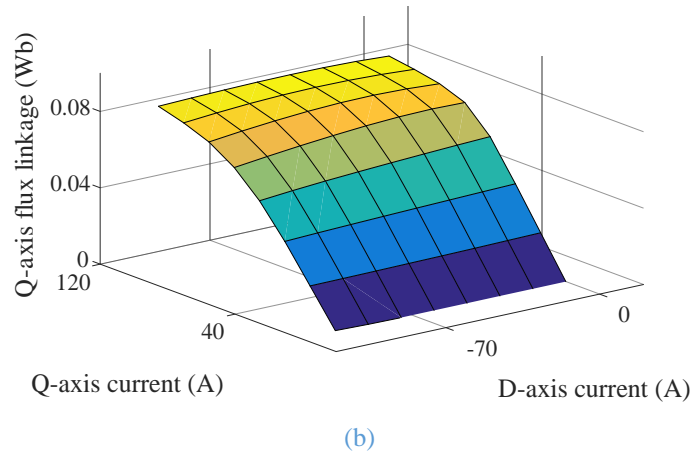 Q-axis flux linkage (Wb)
0.08
0.04
0
120
40
0
-70
Q-axis current (A)
D-axis current (A)
(b)